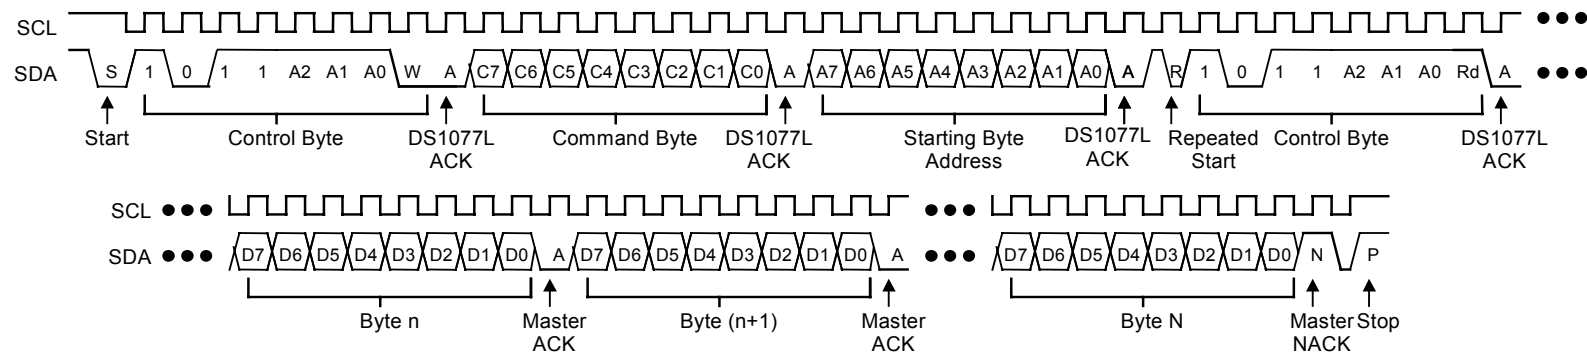 SCL
SDA S 1 0 1 1 A2 A1 A0 W A C7 C6 C5 C4 C3 C2 C1 C0 A A7 A6 A5 A4 A3 A2 A1 A0 A R 1 0 1 1 A2 A1 A0 Rd A
Start Control Byte DS1077L ACK Command Byte DS1077L ACK Starting Byte Address DS1077L ACK Repeated Start Control Byte DS1077L ACK
SCL
SDA D7 D6 D5 D4 D3 D2 D1 D0 A D7 D6 D5 D4 D3 D2 D1 D0 A D7 D6 D5 D4 D3 D2 D1 D0 N P
Byte n Master ACK Byte (n+1) Master ACK Byte N Master NACK Stop